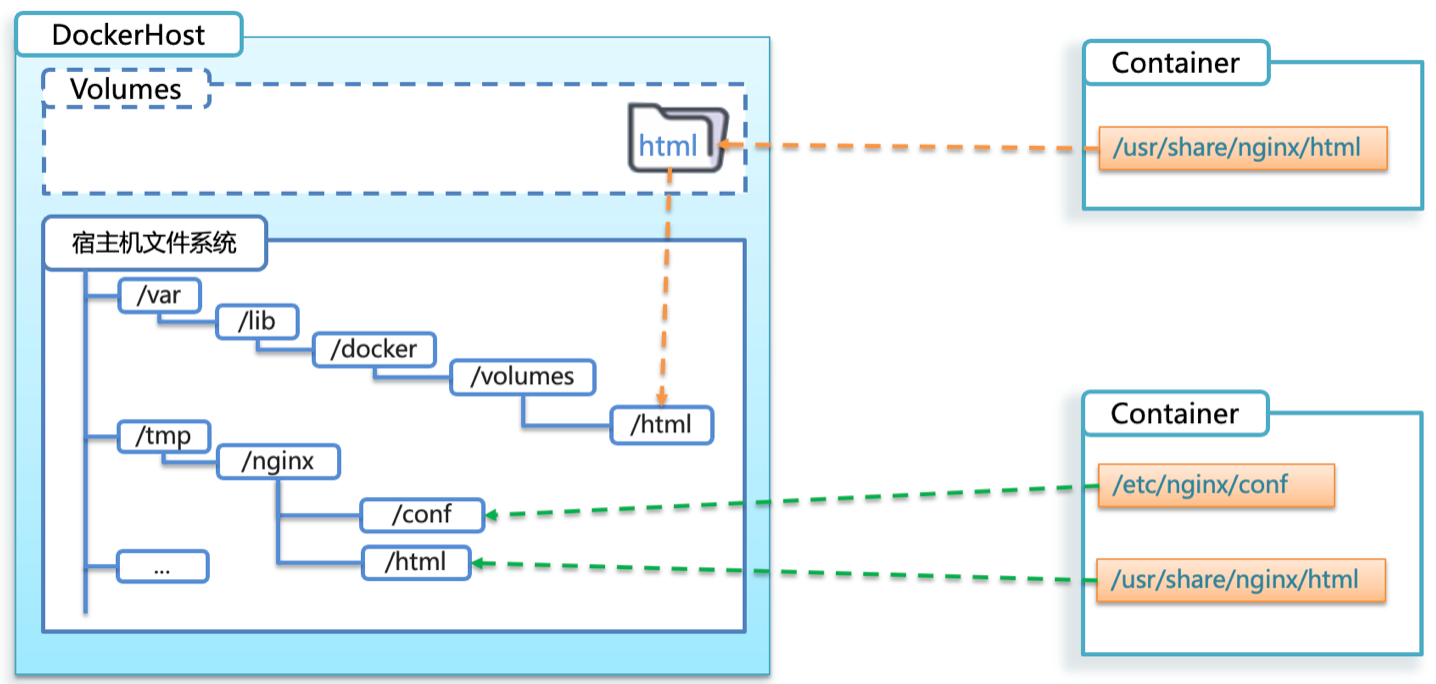 DockerHost
Volumes
html
宿主机文件系统
/var
/lib
/docker
/volumes
/html
/tmp
/nginx
/conf
/html
...
Container
/usr/share/nginx/html
Container
/etc/nginx/conf
/usr/share/nginx/html